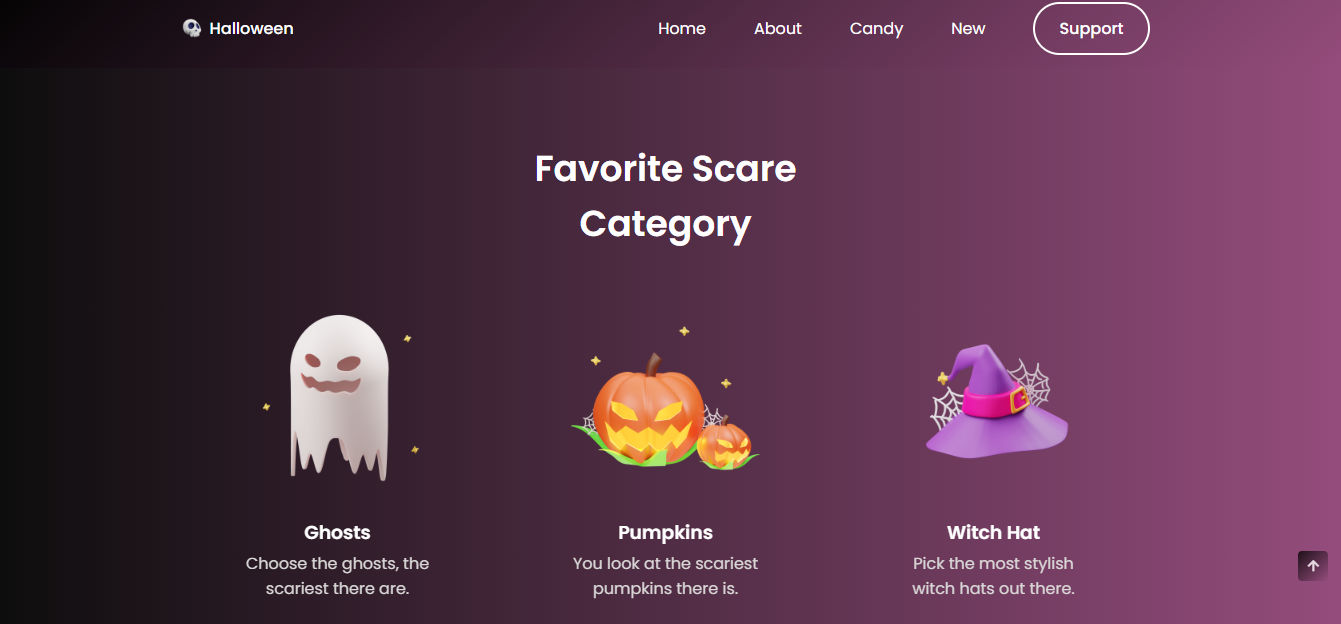 Halloween
Home
About
Candy
New
Support
Favorite Scare
Category
Ghosts
Choose the ghosts, the
scariest there are.
Pumpkins
You look at the scariest
pumpkins there is.
Witch Hat
Pick the most stylish
witch hats out there.